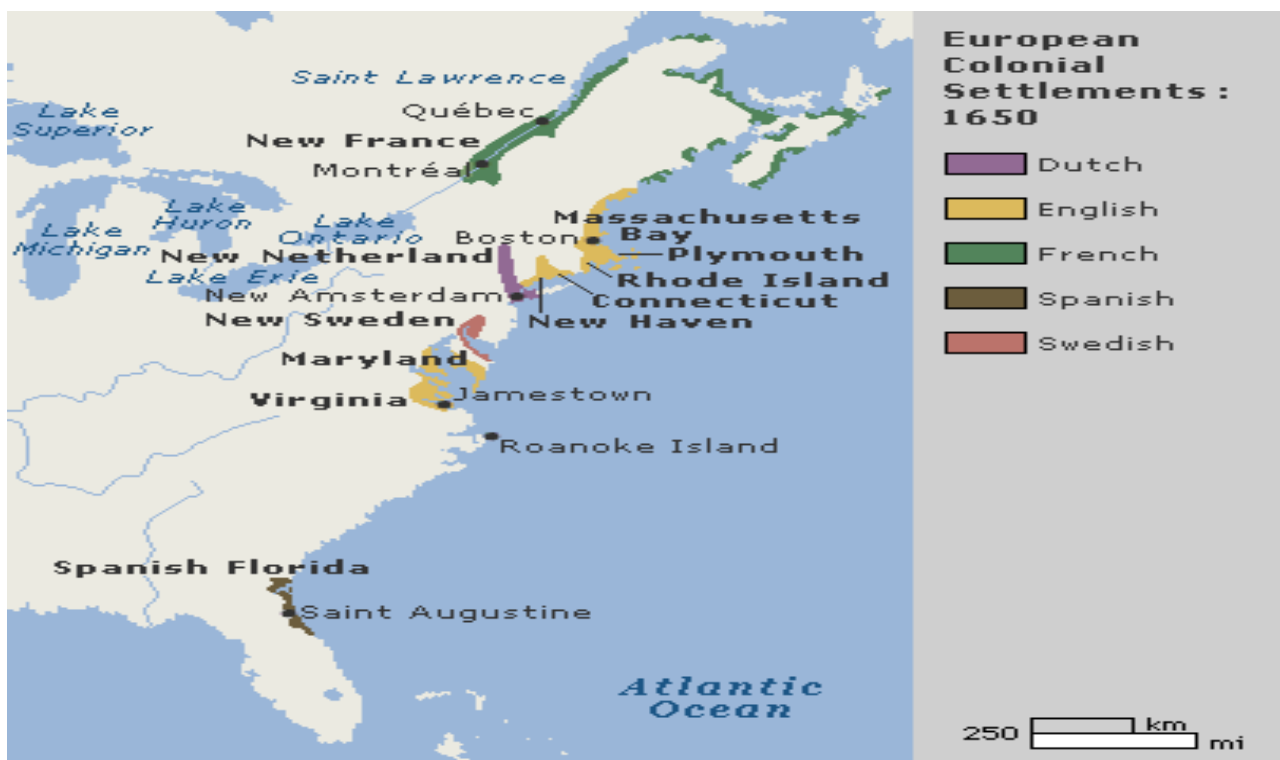 European
Colonial
Settlements :
1650
Dutch
English
French
Spanish
Swedish
Saint Lawrence
Québec
Lake
Superior
New France
Montréal
Lake
Huron
Lake
Ontario
Lake
Michigan
Massachusetts
Bay
Boston
New Netherland
Plymouth
Lake Erie
Rhode Island
New Amsterdam
Connecticut
New Sweden
New Haven
Maryland
Virginia
Jamestown
Roanoke Island
Spanish Florida
Saint Augustine
Atlantic
Ocean
250
km
mi